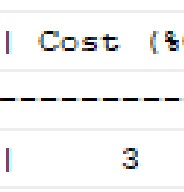 | Cost (%
----------
| 3